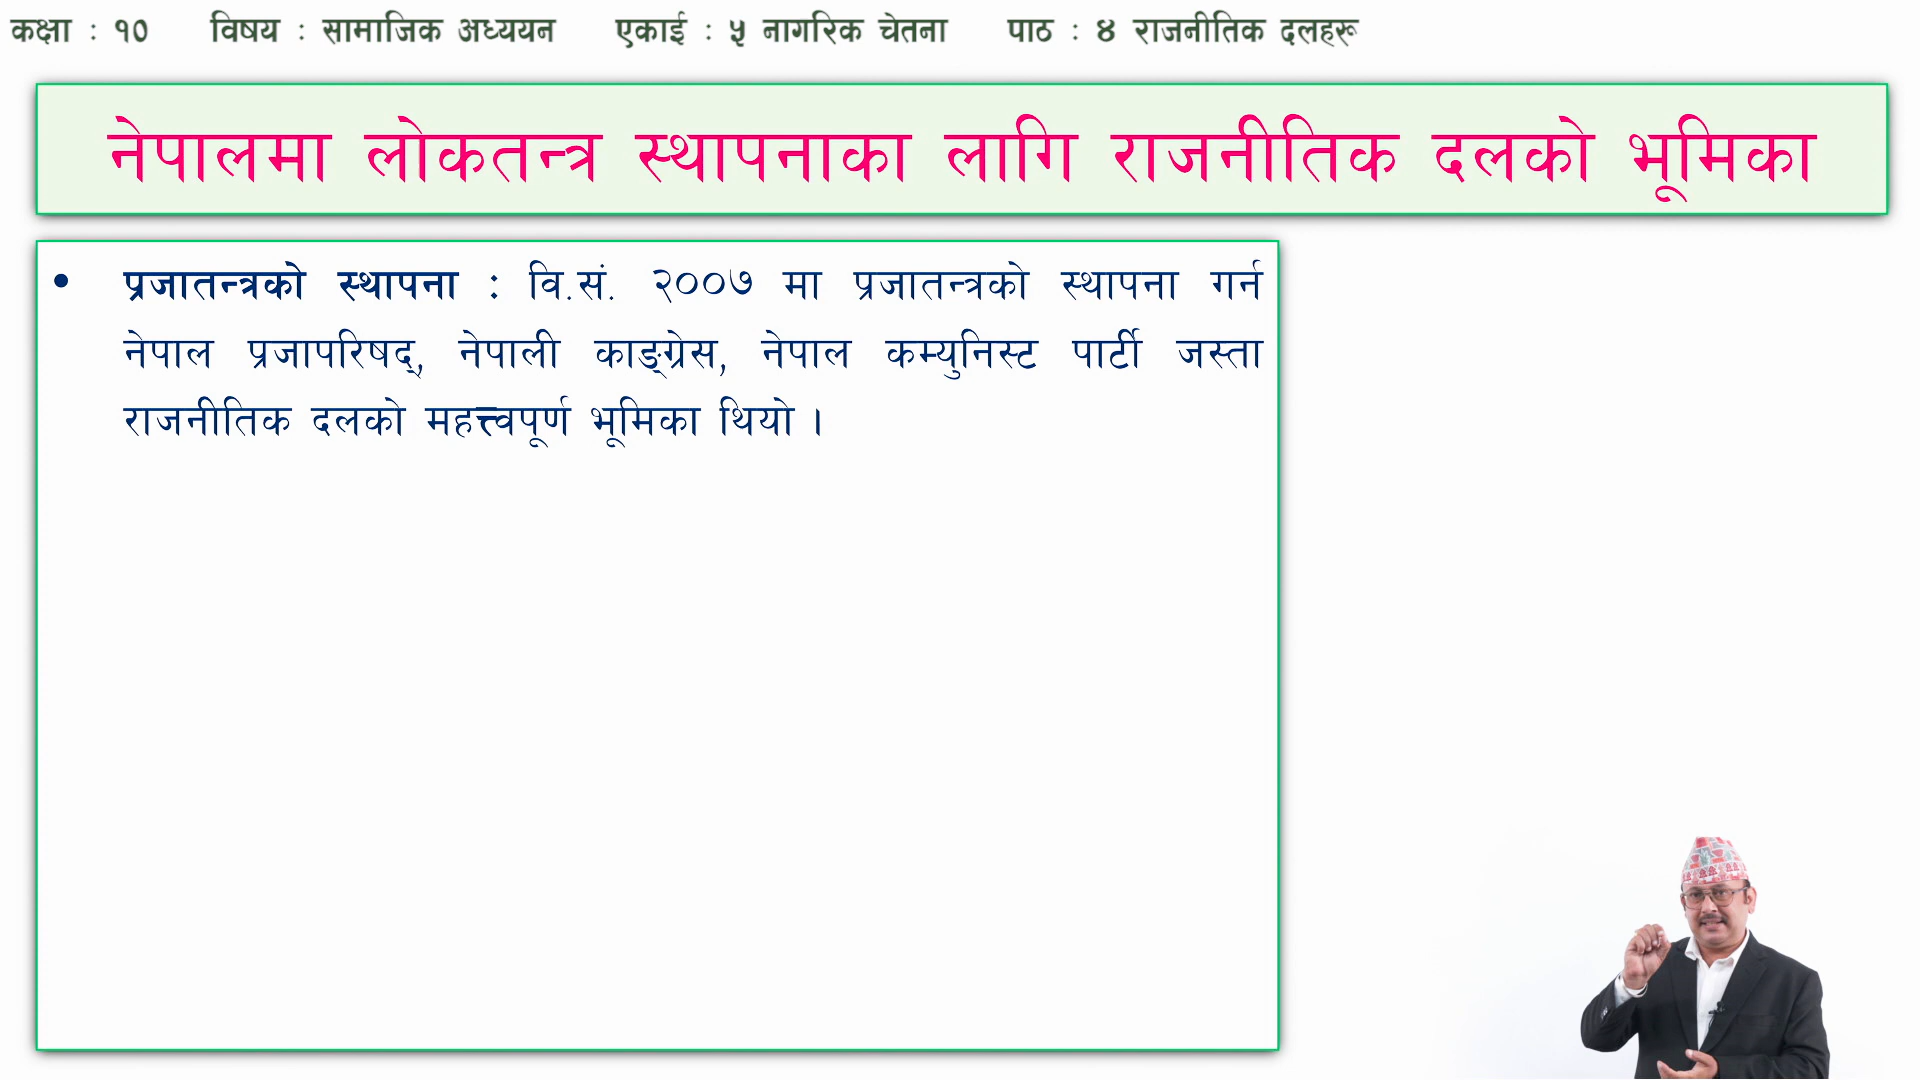 कक्षा : १० विषय : सामाजिक अध्ययन एकाई : ५ नागरिक चेतना पाठ : ४ राजनीतिक दलहरू
नेपालमा लोकतन्त्र स्थापनाका लागि राजनीतिक दलको भूमिका
• प्रजातन्त्रको स्थापना : वि.सं. २००७ मा प्रजातन्त्रको स्थापना गर्न
नेपाल प्रजापरिषद्, नेपाली काङ्ग्रेस, नेपाल कम्युनिस्ट पार्टी जस्ता
राजनीतिक दलको महत्त्वपूर्ण भूमिका थियो ।